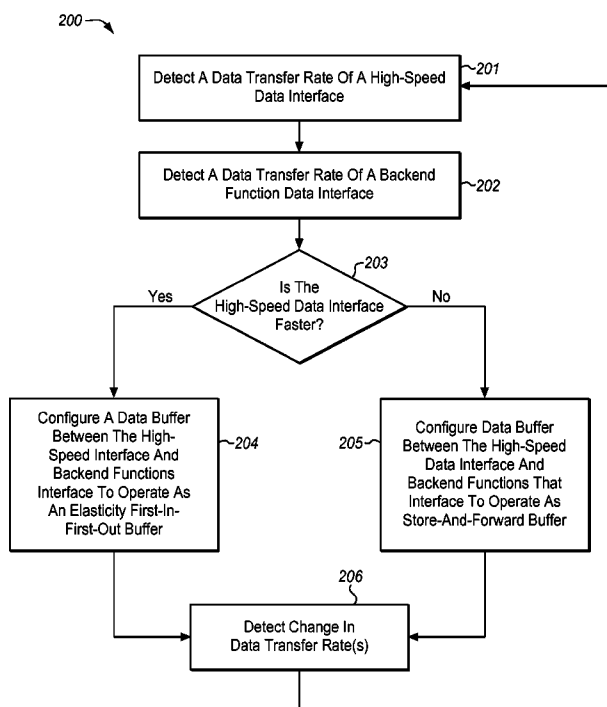 200
Detect A Data Transfer Rate Of A High-Speed
Data Interface
201
Detect A Data Transfer Rate Of A Backend
Function Data Interface
202
203
Is The
High-Speed Data Interface
Faster?
Yes
No
Configure A Data Buffer
Between The High-
Speed Interface And
Backend Functions
Interface To Operate As
An Elasticity First-In-
First-Out Buffer
204
205
Configure Data Buffer
Between The High-Speed
Data Interface And
Backend Functions That
Interface To Operate As
Store-And-Forward Buffer
206
Detect Change In
Data Transfer Rate(s)